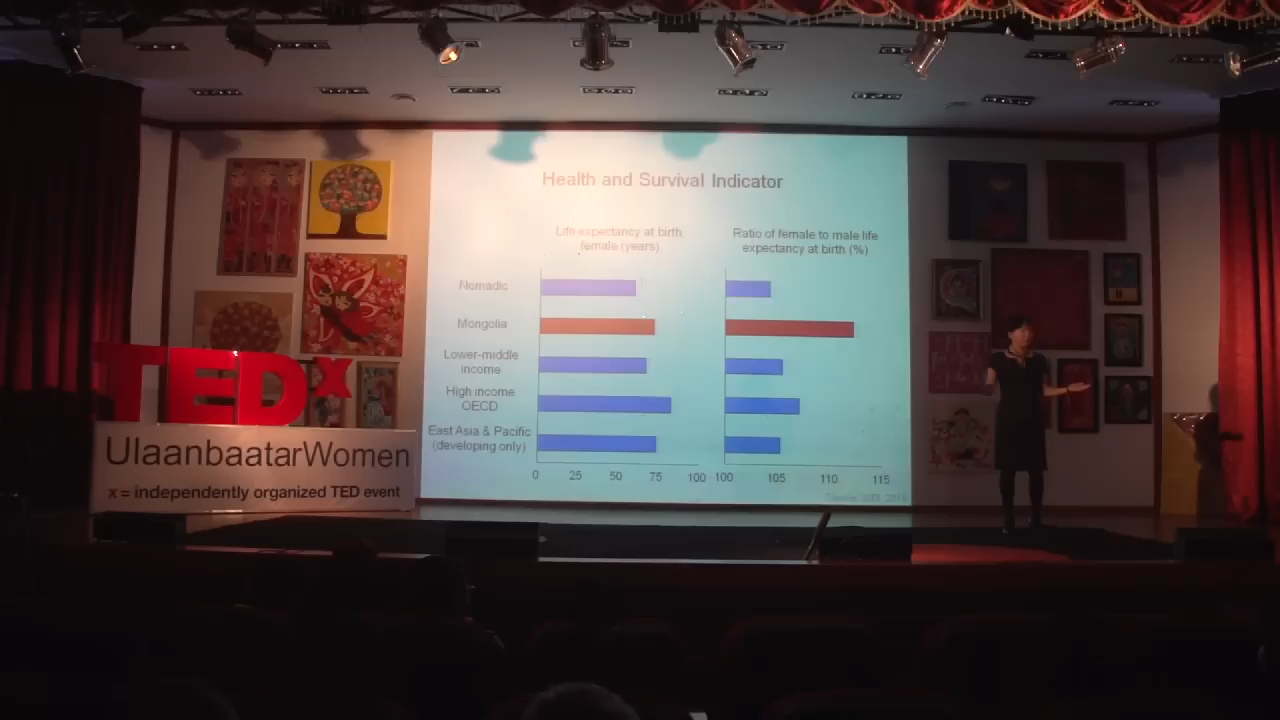 Health and Survival Indicator
Life expectancy at birth,
female (years)
Ratio of female to male life
expectancy at birth (%)
Nomadic
Mongolia
Lower-middle
income
High income
OECD
East Asia & Pacific
(developing only)
0 25 50 75 100
100 105 110 115
TEDx
UlaanbaatarWomen
x = independently organized TED event